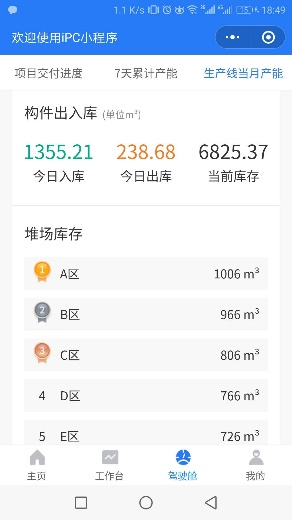 1.1 K/s 18:49
欢迎使用iPC小程序
项目交付进度 7天累计产能 生产线当月产能
构件出入库 (单位m³)
1355.21 238.68 6825.37
今日入库 今日出库 当前库存
堆场库存
1 A区 1006 m³
2 B区 966 m³
3 C区 806 m³
4 D区 766 m³
5 E区 726 m³
主页 工作台 驾驶舱 我的